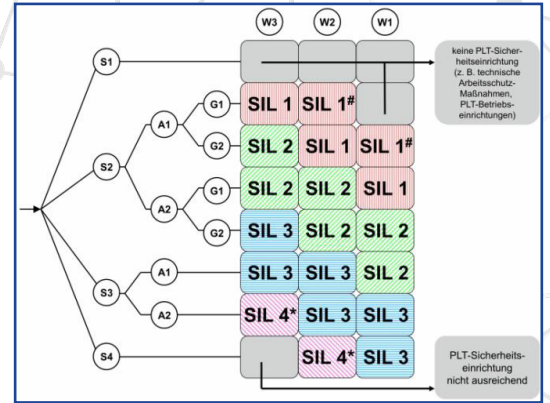 W3 W2 W1
S1
keine PLT-Sicher-
heitseinrichtung
(z. B. technische
Arbeitsschutz-
Maßnahmen,
PLT-Betriebs-
einrichtungen)
A1 G1 SIL 1 SIL 1#
S2 G2 SIL 2 SIL 1 SIL 1#
A2 G1 SIL 2 SIL 2 SIL 1
G2 SIL 3 SIL 2 SIL 2
S3 A1 SIL 3 SIL 3 SIL 2
A2 SIL 4* SIL 3 SIL 3
S4 SIL 4* SIL 3
PLT-Sicherheits-
einrichtung
nicht ausreichend